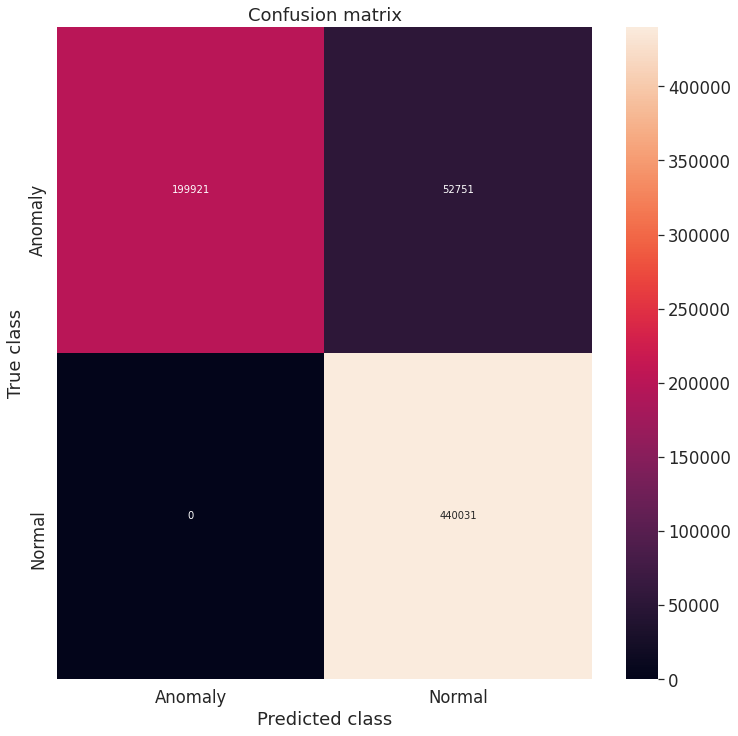 Confusion matrix
True class
Anomaly
Normal
199921
52751
0
440031
Anomaly
Normal
Predicted class
400000
350000
300000
250000
200000
150000
100000
50000
0